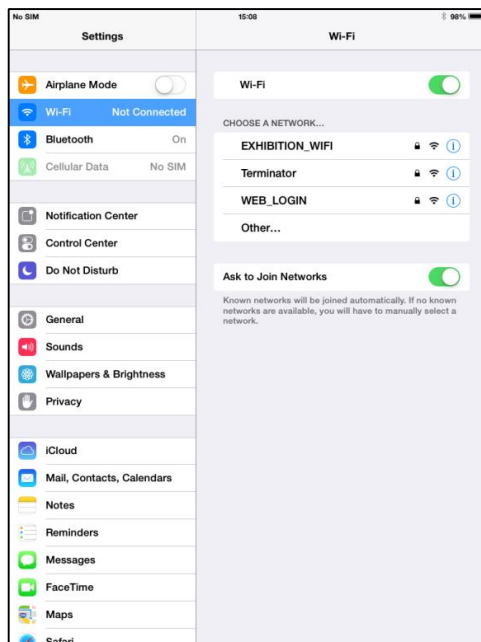 No SIM 15:08 98%
Settings
Wi-Fi
Airplane Mode
Wi-Fi Not Connected
Bluetooth On
Cellular Data No SIM
Notification Center
Control Center
Do Not Disturb
General
Sounds
Wallpapers & Brightness
Privacy
iCloud
Mail, Contacts, Calendars
Notes
Reminders
Messages
FaceTime
Maps
Safari
Wi-Fi
CHOOSE A NETWORK...
EXHIBITION_WIFI
Terminator
WEB_LOGIN
Other...
Ask to Join Networks
Known networks will be joined automatically. If no known
networks are available, you will have to manually select a
network.